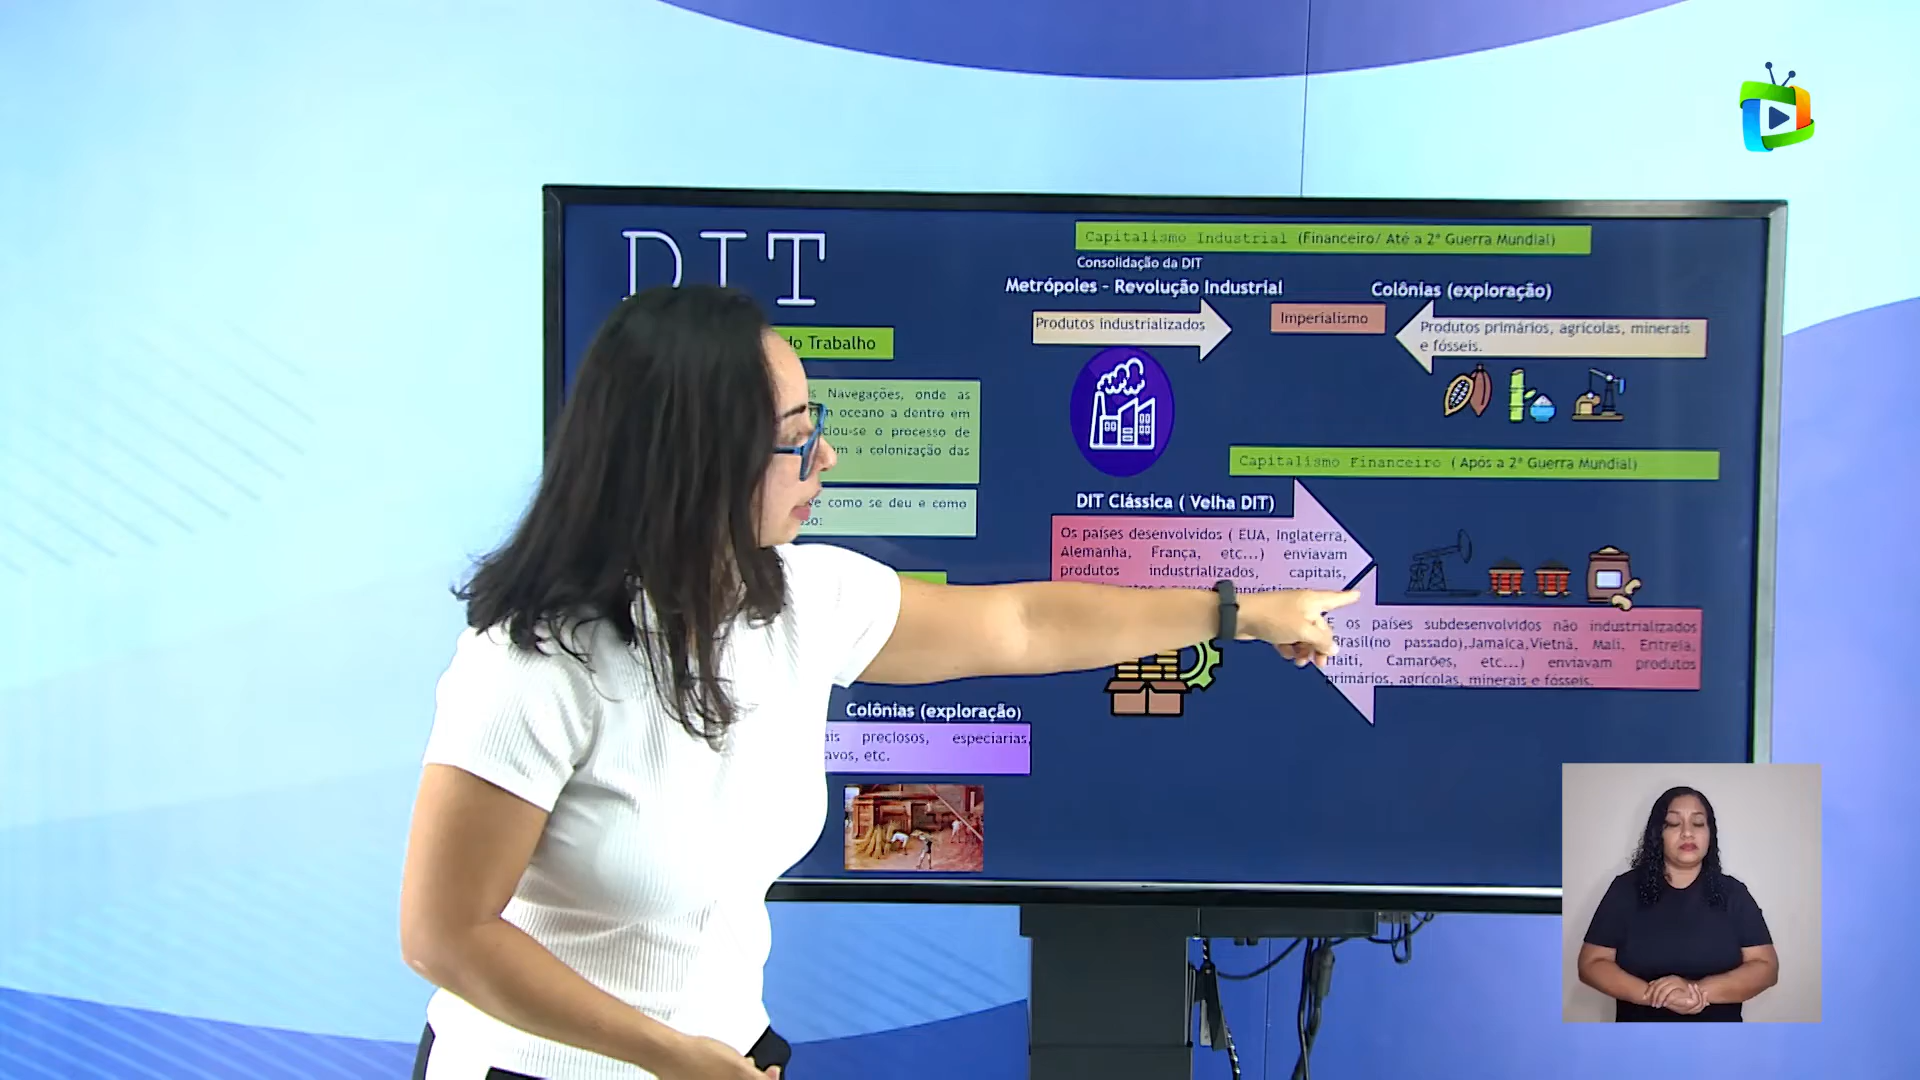 DIT
do Trabalho
Navegações, onde as
oceano a dentro em
o processo de
a colonização das
como se deu e como
Colônias (exploração)
preciosos, especiarias,
etc.
Capitalismo Industrial (Financeiro/ Até a 2ª Guerra Mundial)
Consolidação da DIT
Metrópoles - Revolução Industrial
Colônias (exploração)
Produtos industrializados
Imperialismo
Produtos primários, agrícolas, minerais
e fósseis.
Capitalismo Financeiro ( Após a 2ª Guerra Mundial)
DIT Clássica ( Velha DIT)
Os países desenvolvidos ( EUA, Inglaterra,
Alemanha, França, etc...) enviavam
produtos industrializados, capitais,
E os países subdesenvolvidos não industrializados
Brasil(no passado),Jamaica,Vietnã, Mali, Eritreia,
Haiti, Camarões, etc...) enviavam produtos
primários, agrícolas, minerais e fósseis.